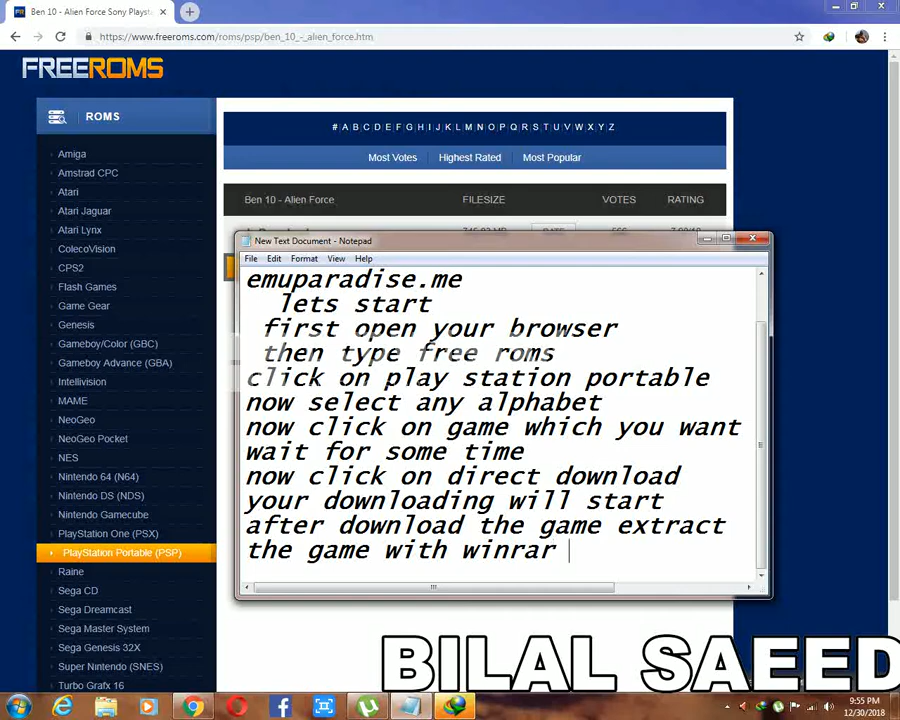 Ben 10 - Alien Force Sony Playst
https://www.freeroms.com/roms/psp/ben_10_-_alien_force.htm
FREEROMS
ROMS
Amiga
Amstrad CPC
Atari
Atari Jaguar
Atari Lynx
ColecoVision
CPS2
Flash Games
Game Gear
Genesis
Gameboy/Color (GBC)
Gameboy Advance (GBA)
Intellivision
MAME
NeoGeo
NeoGeo Pocket
NES
Nintendo 64 (N64)
Nintendo DS (NDS)
Nintendo Gamecube
PlayStation One (PSX)
PlayStation Portable (PSP)
Raine
Sega CD
Sega Dreamcast
Sega Master System
Sega Genesis 32X
Super Nintendo (SNES)
Turbo Grafx 16
# A B C D E F G H I J K L M N O P Q R S T U V W X Y Z
Most Votes Highest Rated Most Popular
Ben 10 - Alien Force FILESIZE VOTES RATING
New Text Document - Notepad
File Edit Format View Help
emuparadise.me
lets start
first open your browser
then type free roms
click on play station portable
now select any alphabet
now click on game which you want
wait for some time
now click on direct download
your downloading will start
after download the game extract
the game with winrar
BILAL SAEED
9:55 PM
12/30/2018